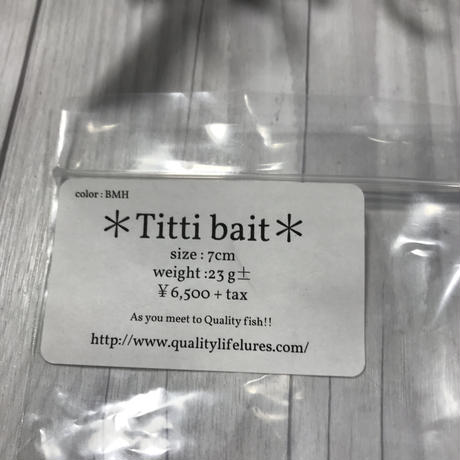 color : BMH
＊Titti bait＊
size : 7cm
weight :23 g±
￥6,500 + tax
As you meet to Quality fish!!
http://www.qualitylifelures.com/